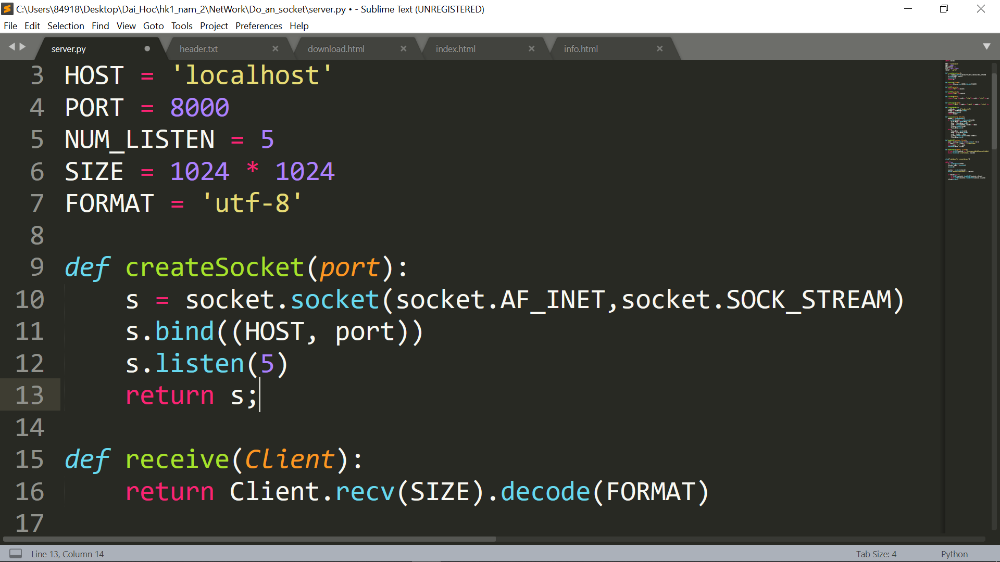 C:\Users\84918\Desktop\Dai_Hoc\hk1_nam_2\NetWork\Do_an_socket\server.py • - Sublime Text (UNREGISTERED)
File Edit Selection Find View Goto Tools Project Preferences Help
server.py header.txt download.html index.html info.html
3 HOST = 'localhost'
4 PORT = 8000
5 NUM_LISTEN = 5
6 SIZE = 1024 * 1024
7 FORMAT = 'utf-8'
8
9 def createSocket(port):
10 s = socket.socket(socket.AF_INET,socket.SOCK_STREAM)
11 s.bind((HOST, port))
12 s.listen(5)
13 return s;
14
15 def receive(Client):
16 return Client.recv(SIZE).decode(FORMAT)
17
Line 13, Column 14 Tab Size: 4 Python